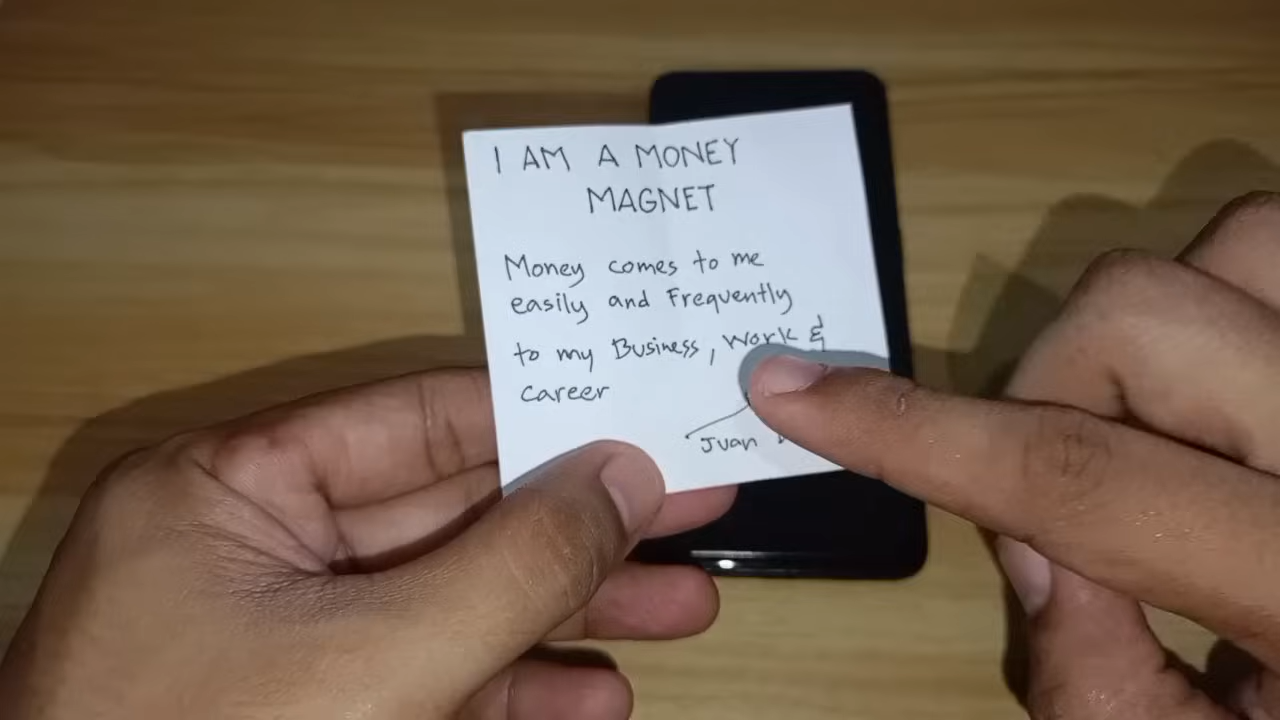 I AM A MONEY
MAGNET
Money comes to me
easily and Frequently
to my Business, Work &
career
Juan